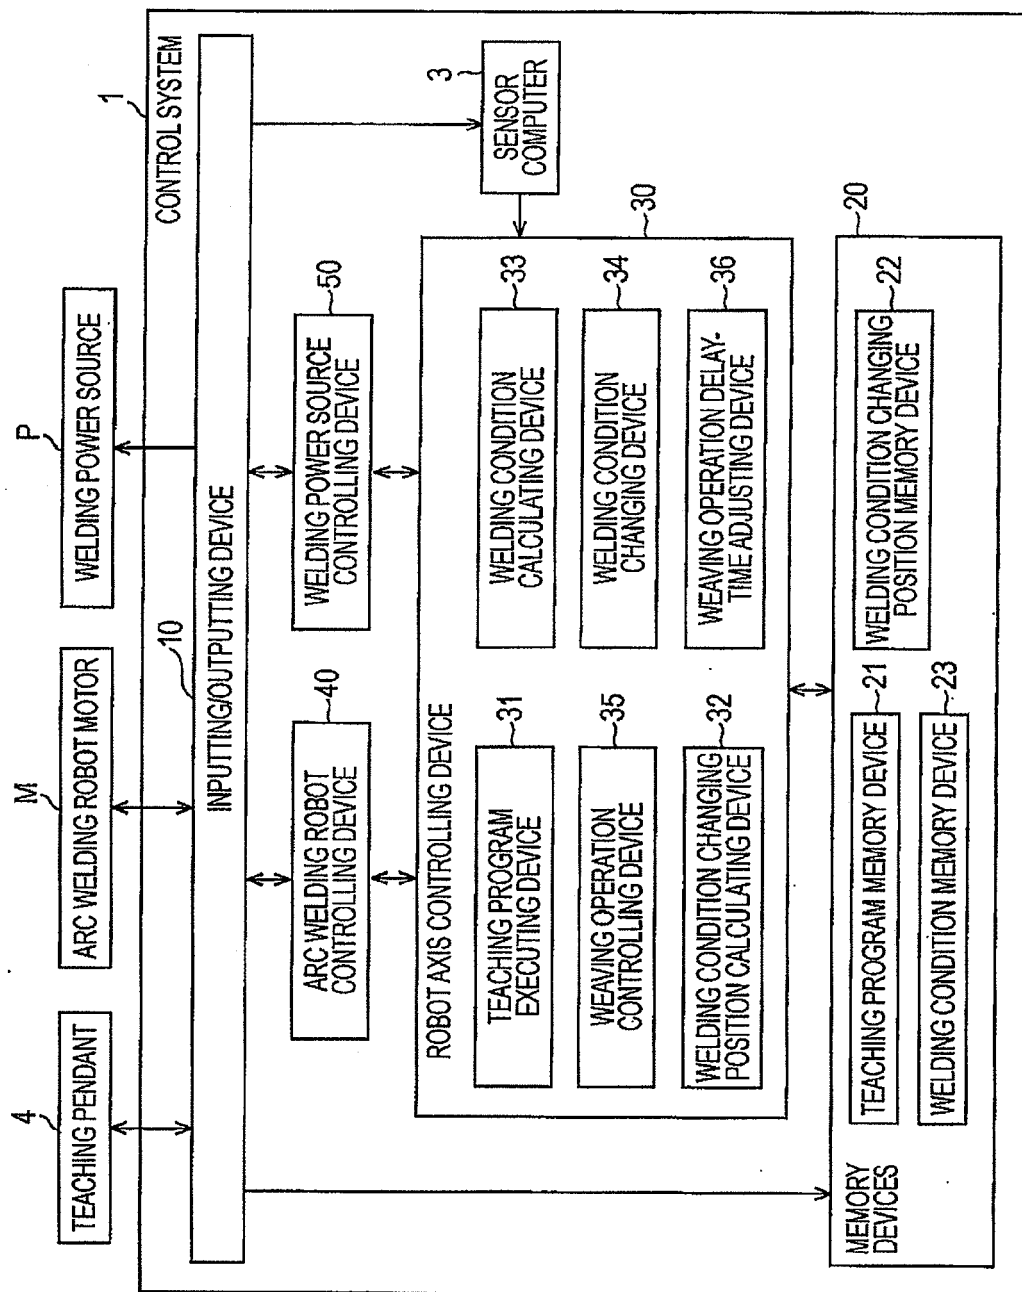 4
TEACHING PENDANT
M
ARC WELDING ROBOT MOTOR
P
WELDING POWER SOURCE
1
CONTROL SYSTEM
10
INPUTTING/OUTPUTTING DEVICE
40
ARC WELDING ROBOT
CONTROLLING DEVICE
50
WELDING POWER SOURCE
CONTROLLING DEVICE
3
SENSOR
COMPUTER
30
ROBOT AXIS CONTROLLING DEVICE
31
TEACHING PROGRAM
EXECUTING DEVICE
33
WELDING CONDITION
CALCULATING DEVICE
35
WEAVING OPERATION
CONTROLLING DEVICE
34
WELDING CONDITION
CHANGING DEVICE
32
WELDING CONDITION CHANGING
POSITION CALCULATING DEVICE
36
WEAVING OPERATION DELAY-
TIME ADJUSTING DEVICE
20
MEMORY
DEVICES
21
TEACHING PROGRAM MEMORY DEVICE
22
WELDING CONDITION CHANGING
POSITION MEMORY DEVICE
23
WELDING CONDITION MEMORY DEVICE